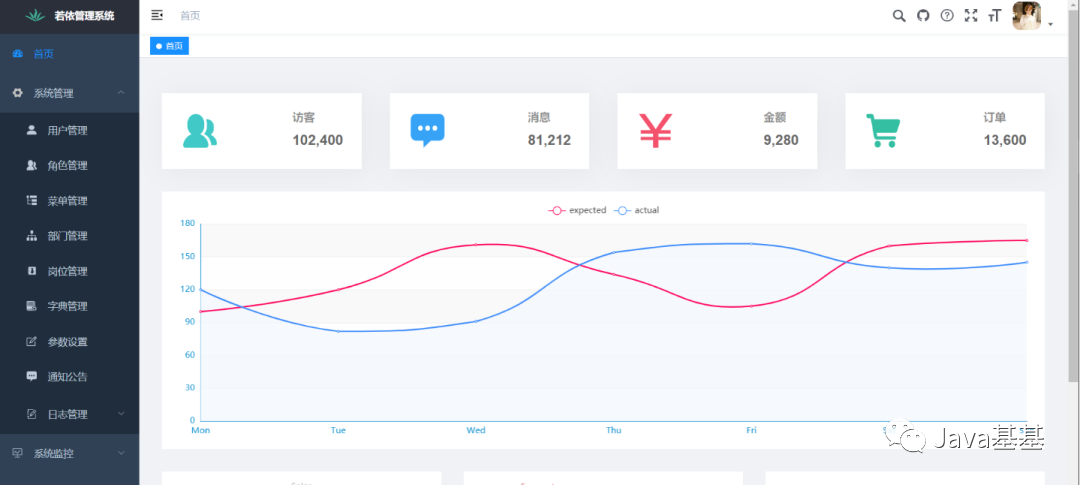 若依管理系统
首页
首页
首页
系统管理
用户管理
角色管理
菜单管理
部门管理
岗位管理
字典管理
参数设置
通知公告
日志管理
系统监控
访客
102,400
消息
81,212
金额
9,280
订单
13,600
expected
actual
180
150
120
90
60
30
0
Mon
Tue
Wed
Thu
Fri
Java基基